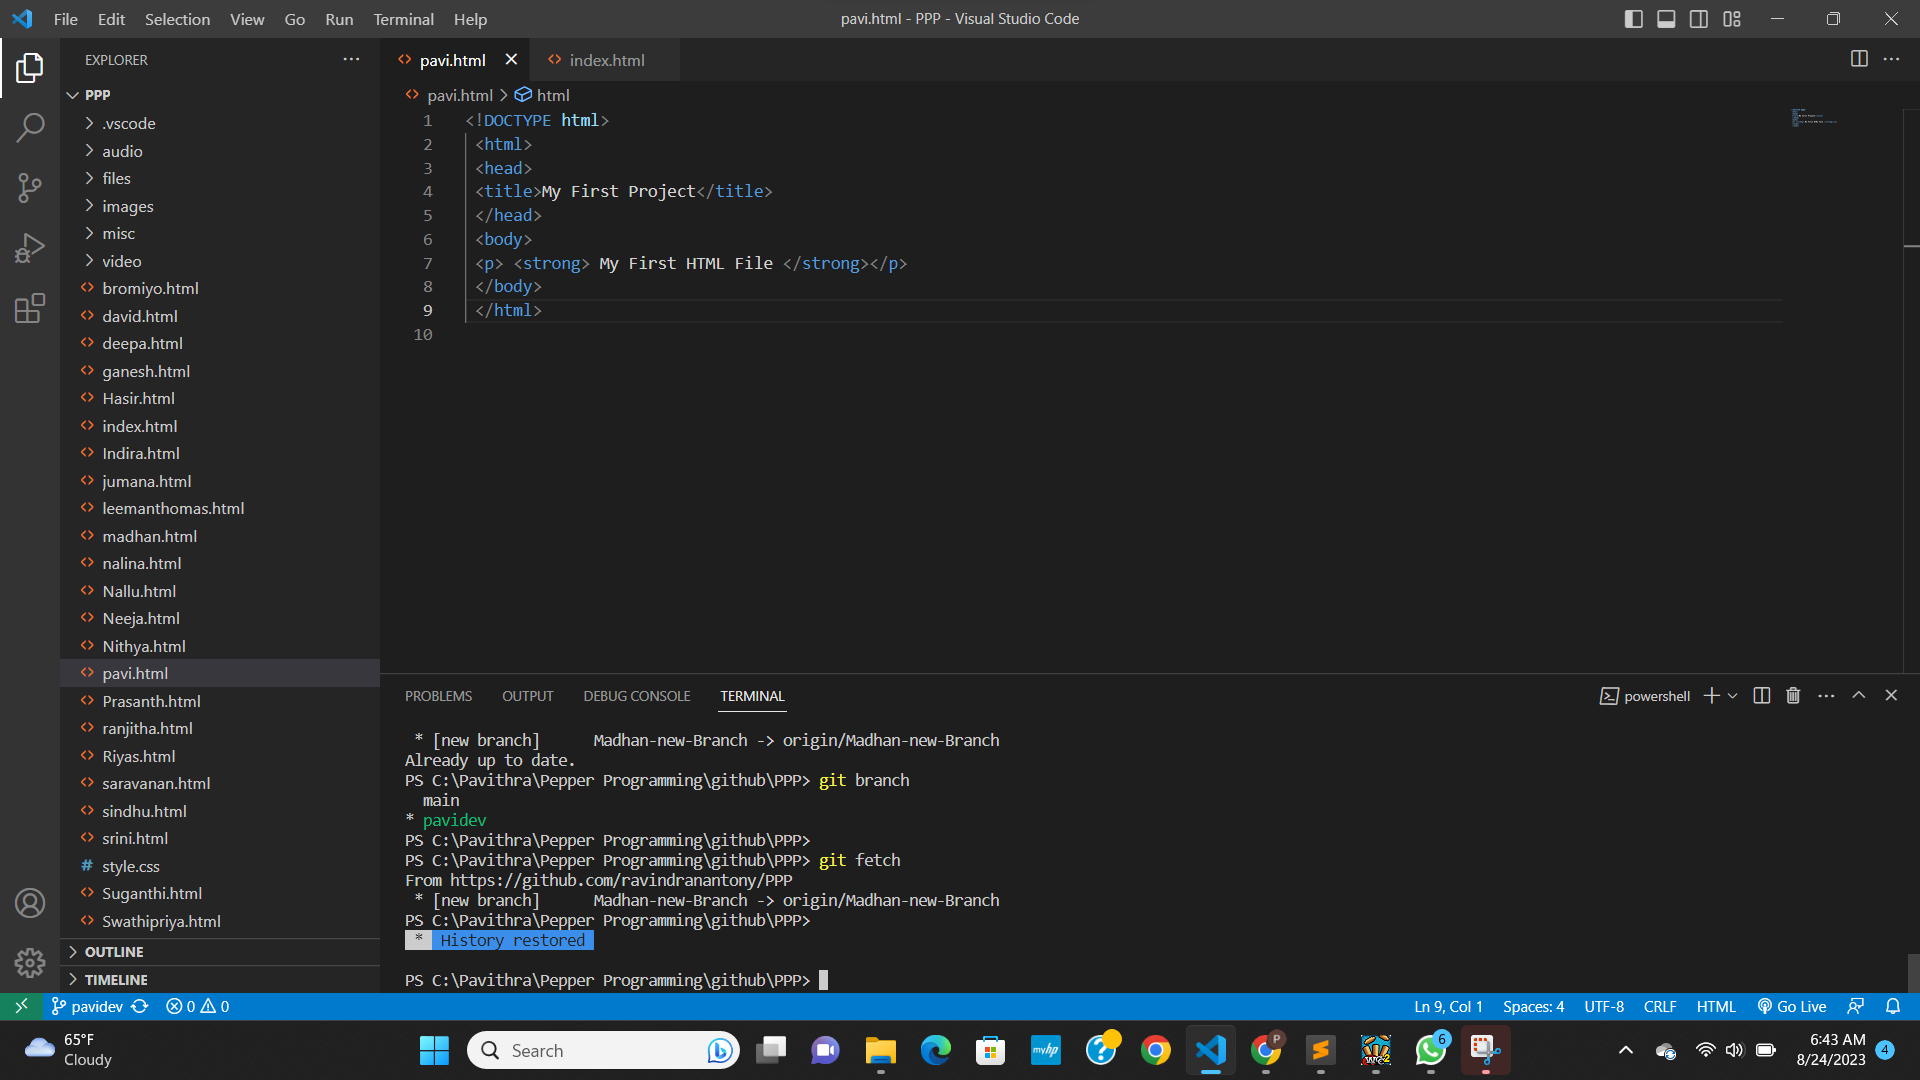 File Edit Selection View Go Run Terminal Help
pavi.html - PPP - Visual Studio Code
EXPLORER
PPP
.vscode
audio
files
images
misc
video
bromiyo.html
david.html
deepa.html
ganesh.html
Hasir.html
index.html
Indira.html
jumana.html
leemanthomas.html
madhan.html
nalina.html
Nallu.html
Neeja.html
Nithya.html
pavi.html
Prasanth.html
ranjitha.html
Riyas.html
saravanan.html
sindhu.html
srini.html
# style.css
Suganthi.html
Swathipriya.html
OUTLINE
TIMELINE
pavi.html index.html
pavi.html > html
1 <!DOCTYPE html>
2 <html>
3 <head>
4 <title>My First Project</title>
5 </head>
6 <body>
7 <p> <strong> My First HTML File </strong></p>
8 </body>
9 </html>
10
PROBLEMS OUTPUT DEBUG CONSOLE TERMINAL
powershell
* [new branch]      Madhan-new-Branch -> origin/Madhan-new-Branch
Already up to date.
PS C:\Pavithra\Pepper Programming\github\PPP> git branch
main
* pavidev
PS C:\Pavithra\Pepper Programming\github\PPP>
PS C:\Pavithra\Pepper Programming\github\PPP> git fetch
From https://github.com/ravindranantony/PPP
* [new branch]      Madhan-new-Branch -> origin/Madhan-new-Branch
PS C:\Pavithra\Pepper Programming\github\PPP>
* History restored
PS C:\Pavithra\Pepper Programming\github\PPP>
pavidev 0 0
Ln 9, Col 1 Spaces: 4 UTF-8 CRLF HTML Go Live
65°F
Cloudy
Search
myhp
P
6
6:43 AM
8/24/2023
4